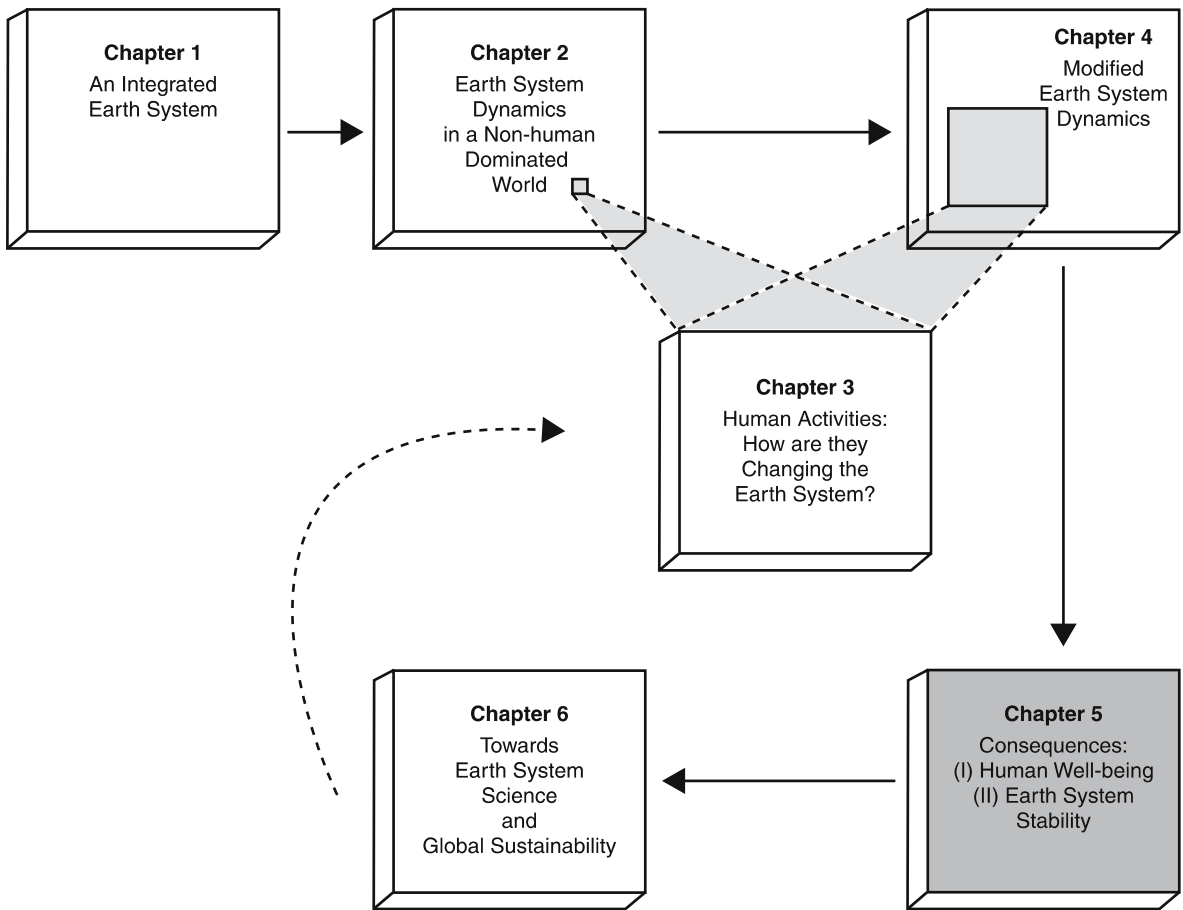 Chapter 1
An Integrated
Earth System
Chapter 2
Earth System
Dynamics
in a Non-human
Dominated
World
Chapter 4
Modified
Earth System
Dynamics
Chapter 3
Human Activities:
How are they
Changing the
Earth System?
Chapter 6
Towards
Earth System
Science
and
Global Sustainability
Chapter 5
Consequences:
(I) Human Well-being
(II) Earth System
Stability